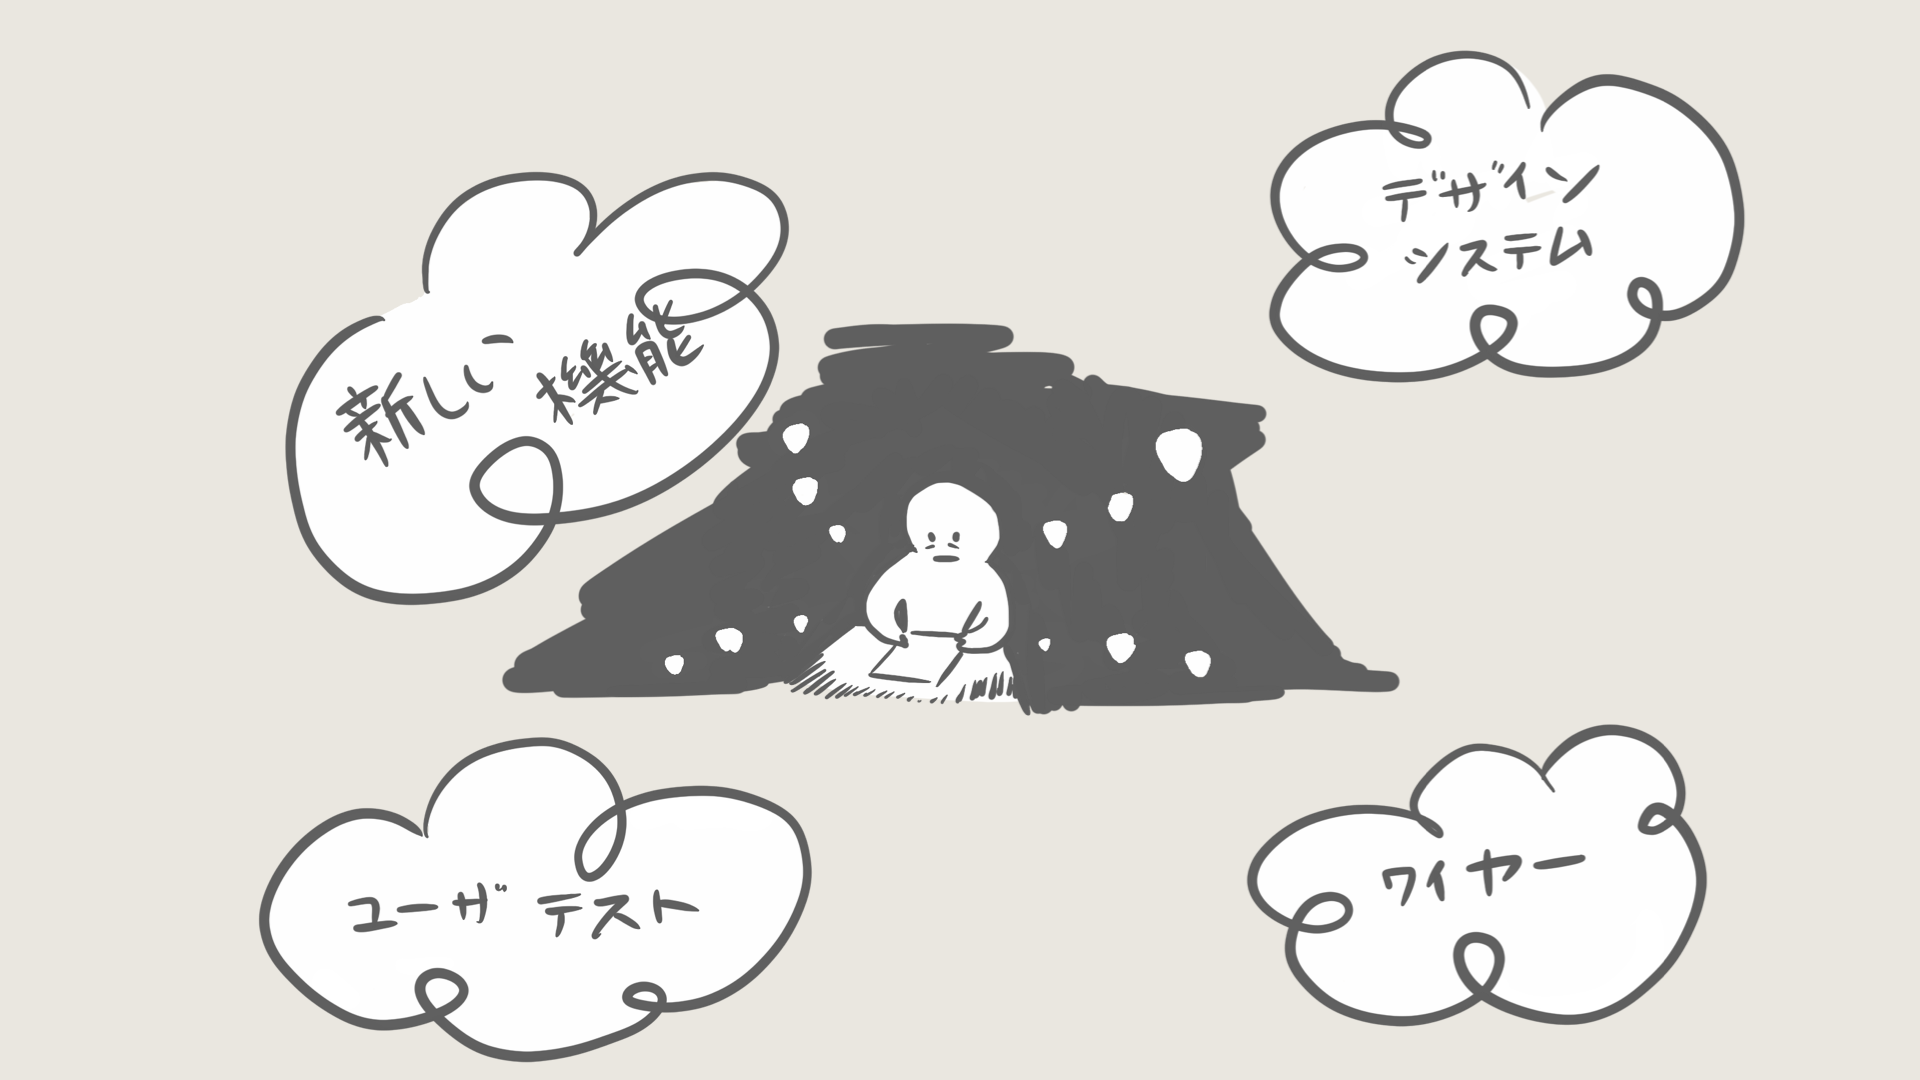 新しい 機能
デザイン
システム
ユーザ テスト
ワイヤー